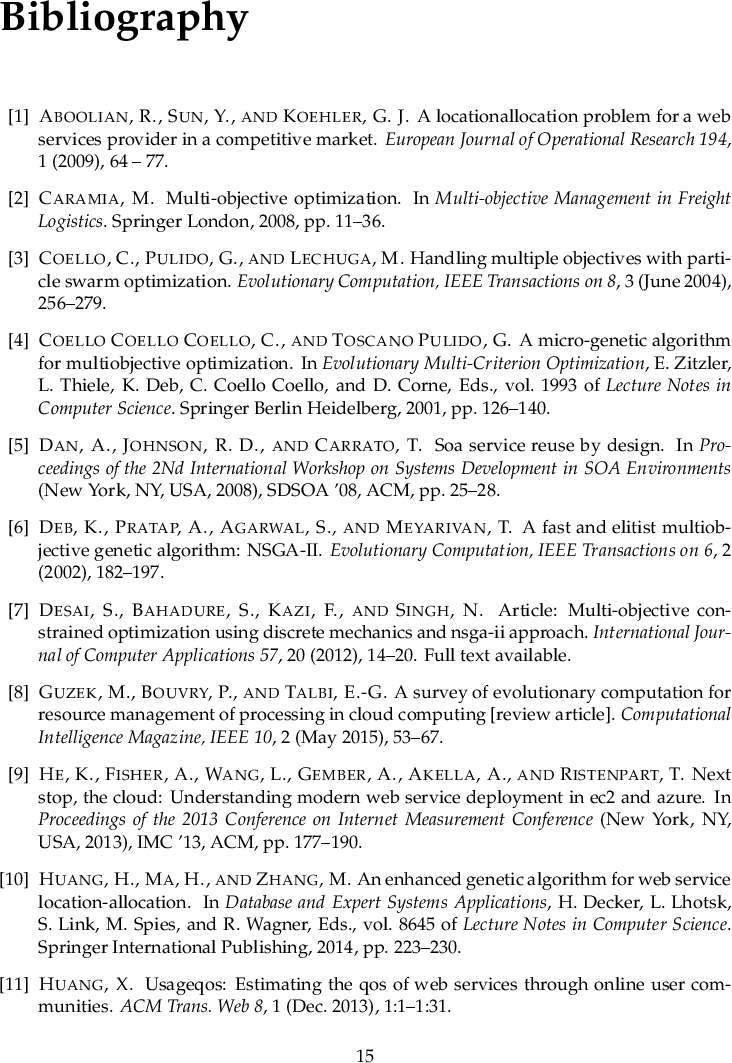 Bibliography
[1] ABOOLIAN, R., SUN, Y., AND KOEHLER, G. J. A locationallocation problem for a web
services provider in a competitive market. European Journal of Operational Research 194,
1 (2009), 64 – 77.
[2] CARAMIA, M. Multi-objective optimization. In Multi-objective Management in Freight
Logistics. Springer London, 2008, pp. 11–36.
[3] COELLO, C., PULIDO, G., AND LECHUGA, M. Handling multiple objectives with parti-
cle swarm optimization. Evolutionary Computation, IEEE Transactions on 8, 3 (June 2004),
256–279.
[4] COELLO COELLO COELLO, C., AND TOSCANO PULIDO, G. A micro-genetic algorithm
for multiobjective optimization. In Evolutionary Multi-Criterion Optimization, E. Zitzler,
L. Thiele, K. Deb, C. Coello Coello, and D. Corne, Eds., vol. 1993 of Lecture Notes in
Computer Science. Springer Berlin Heidelberg, 2001, pp. 126–140.
[5] DAN, A., JOHNSON, R. D., AND CARRATO, T. Soa service reuse by design. In Pro-
ceedings of the 2Nd International Workshop on Systems Development in SOA Environments
(New York, NY, USA, 2008), SDSOA ’08, ACM, pp. 25–28.
[6] DEB, K., PRATAP, A., AGARWAL, S., AND MEYARIVAN, T. A fast and elitist multiob-
jective genetic algorithm: NSGA-II. Evolutionary Computation, IEEE Transactions on 6, 2
(2002), 182–197.
[7] DESAI, S., BAHADURE, S., KAZI, F., AND SINGH, N. Article: Multi-objective con-
strained optimization using discrete mechanics and nsga-ii approach. International Jour-
nal of Computer Applications 57, 20 (2012), 14–20. Full text available.
[8] GUZEK, M., BOUVRY, P., AND TALBI, E.-G. A survey of evolutionary computation for
resource management of processing in cloud computing [review article]. Computational
Intelligence Magazine, IEEE 10, 2 (May 2015), 53–67.
[9] HE, K., FISHER, A., WANG, L., GEMBER, A., AKELLA, A., AND RISTENPART, T. Next
stop, the cloud: Understanding modern web service deployment in ec2 and azure. In
Proceedings of the 2013 Conference on Internet Measurement Conference (New York, NY,
USA, 2013), IMC ’13, ACM, pp. 177–190.
[10] HUANG, H., MA, H., AND ZHANG, M. An enhanced genetic algorithm for web service
location-allocation. In Database and Expert Systems Applications, H. Decker, L. Lhotsk,
S. Link, M. Spies, and R. Wagner, Eds., vol. 8645 of Lecture Notes in Computer Science.
Springer International Publishing, 2014, pp. 223–230.
[11] HUANG, X. Usageqos: Estimating the qos of web services through online user com-
munities. ACM Trans. Web 8, 1 (Dec. 2013), 1:1–1:31.
15